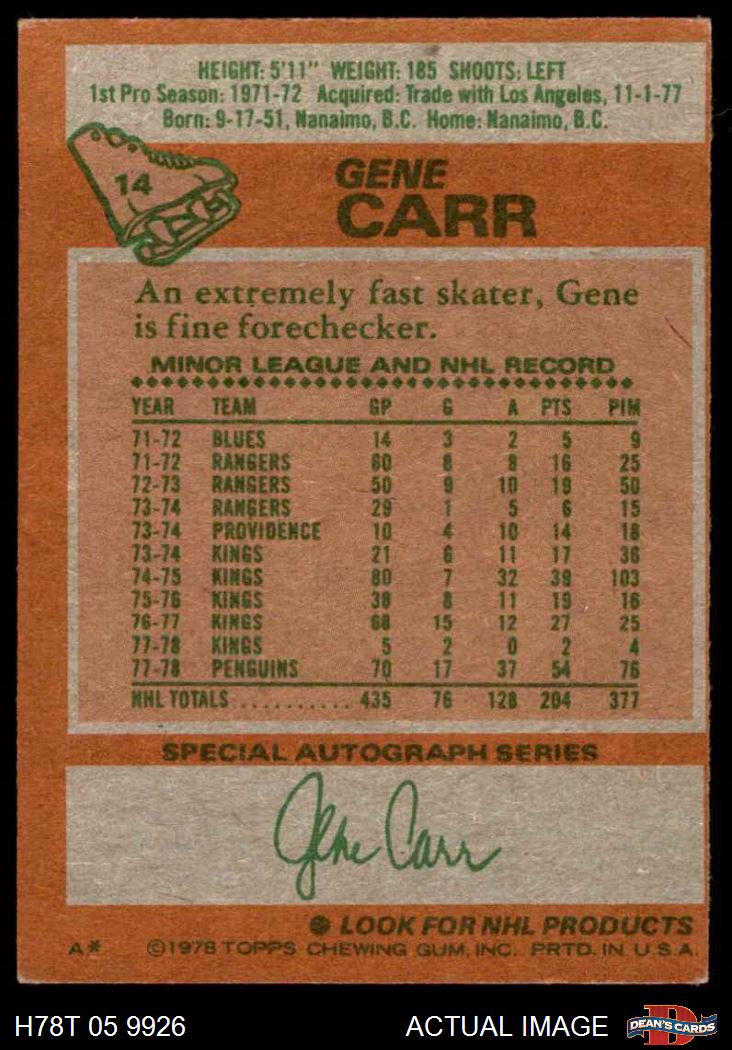 HEIGHT: 5'11" WEIGHT: 185 SHOOTS: LEFT
1st Pro Season: 1971-72 Acquired: Trade with Los Angeles, 11-1-77
Born: 9-17-51, Nanaimo, B.C. Home: Nanaimo, B.C.
14
GENE
CARR
An extremely fast skater, Gene
is fine forechecker.
MINOR LEAGUE AND NHL RECORD
YEAR TEAM GP G A PTS PIM
71-72 BLUES 14 3 2 5 9
71-72 RANGERS 60 8 8 16 25
72-73 RANGERS 50 9 10 19 50
73-74 RANGERS 29 1 5 6 15
73-74 PROVIDENCE 10 4 10 14 18
73-74 KINGS 21 6 11 17 36
74-75 KINGS 80 7 32 39 103
75-76 KINGS 38 8 11 19 16
76-77 KINGS 68 15 12 27 25
77-78 KINGS 5 2 0 2 4
77-78 PENGUINS 70 17 37 54 76
NHL TOTALS .......... 435 76 128 204 377
SPECIAL AUTOGRAPH SERIES
Gene Carr
LOOK FOR NHL PRODUCTS
A* ©1978 TOPPS CHEWING GUM, INC. PRTD. IN U.S.A.
H78T 05 9926 ACTUAL IMAGE D DEAN'S CARDS